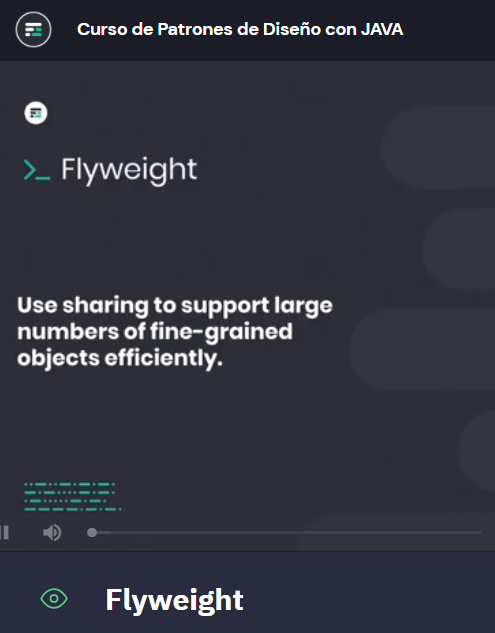 Curso de Patrones de Diseño con JAVA
>_ Flyweight
Use sharing to support large
numbers of fine-grained
objects efficiently.
Flyweight